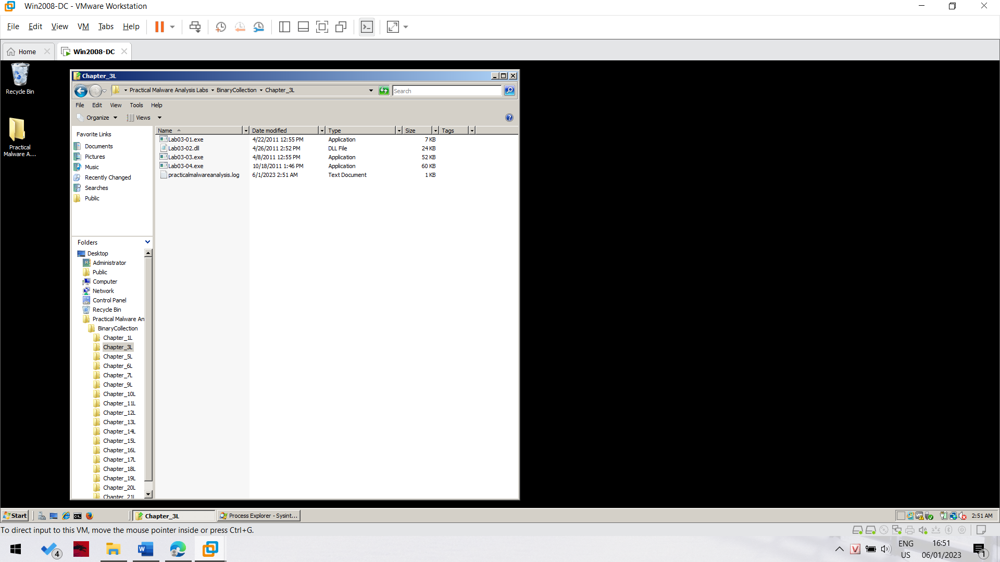 Win2008-DC - VMware Workstation
File Edit View VM Tabs Help
Home Win2008-DC
Recycle Bin
Practical
Malware A...
Chapter_3L
Practical Malware Analysis Labs BinaryCollection Chapter_3L Search
File Edit View Tools Help
Organize Views
Favorite Links
Documents
Pictures
Music
Recently Changed
Searches
Public
Name Date modified Type Size Tags
Lab03-01.exe 4/22/2011 12:55 PM Application 7 KB
Lab03-02.dll 4/26/2011 2:52 PM DLL File 24 KB
Lab03-03.exe 4/8/2011 12:55 PM Application 52 KB
Lab03-04.exe 10/18/2011 1:46 PM Application 60 KB
practicalmalwareanalysis.log 6/1/2023 2:51 AM Text Document 1 KB
Folders
Desktop
Administrator
Public
Computer
Network
Control Panel
Recycle Bin
Practical Malware An
BinaryCollection
Chapter_1L
Chapter_3L
Chapter_5L
Chapter_6L
Chapter_7L
Chapter_9L
Chapter_10L
Chapter_11L
Chapter_12L
Chapter_13L
Chapter_14L
Chapter_15L
Chapter_16L
Chapter_17L
Chapter_18L
Chapter_19L
Chapter_20L
Chapter_21L
Start Chapter_3L Process Explorer - Sysint... 2:51 AM
To direct input to this VM, move the mouse pointer inside or press Ctrl+G.
4
ENG
US
16:51
06/01/2023
1